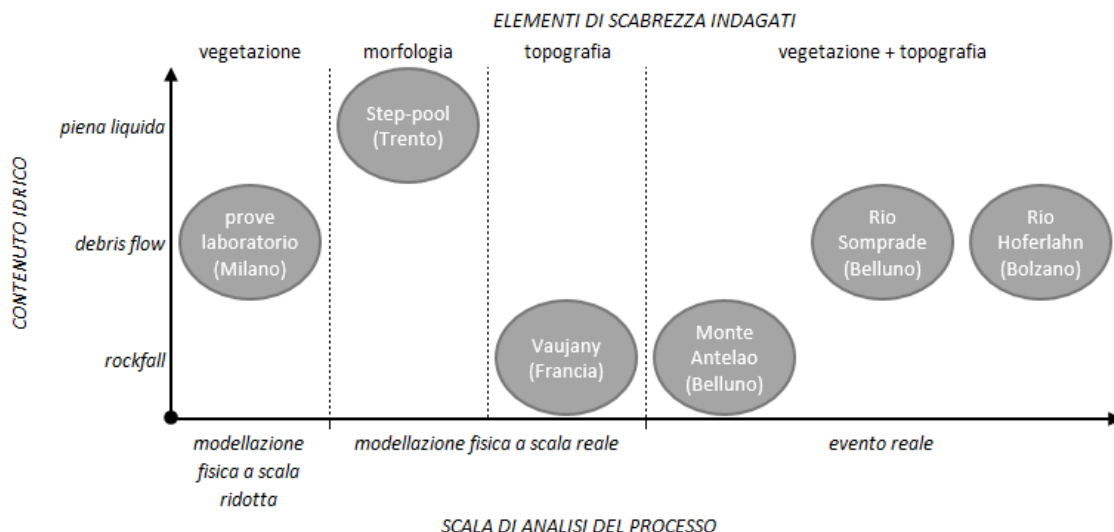 ELEMENTI DI SCABREZZA INDAGATI
vegetazione
morfologia
topografia
vegetazione + topografia
CONTENUTO IDRICO
piena liquida
debris flow
rockfall
Step-pool
(Trento)
prove
laboratorio
(Milano)
Rio
Somprade
(Belluno)
Rio
Hoferlahn
(Bolzano)
Vaujany
(Francia)
Monte
Antelao
(Belluno)
modellazione
fisica a scala
ridotta
modellazione fisica a scala reale
evento reale
SCALA DI ANALISI DEL PROCESSO